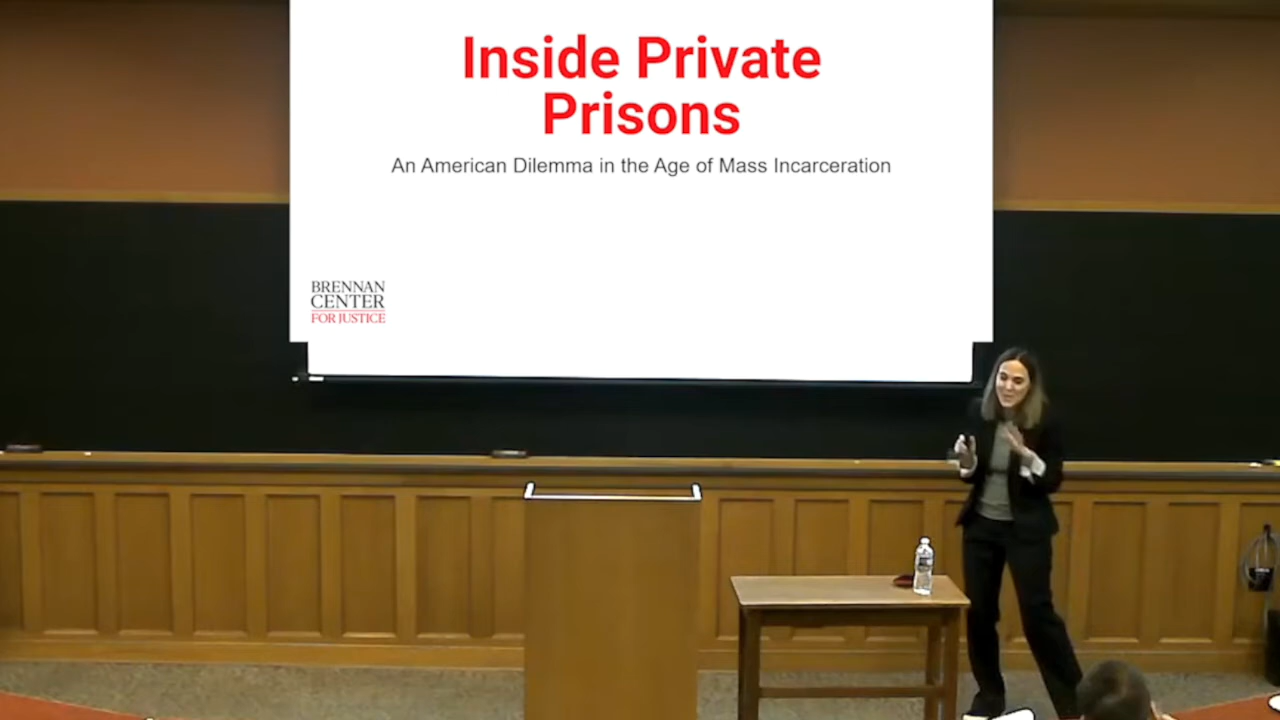 Inside Private
Prisons
An American Dilemma in the Age of Mass Incarceration
BRENNAN
CENTER
FOR JUSTICE